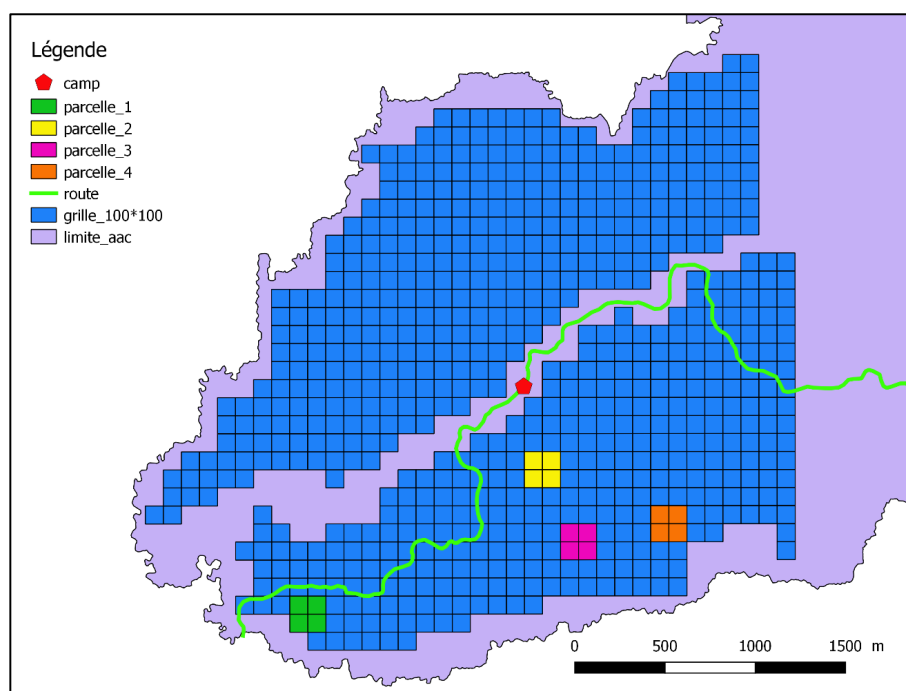 Légende
camp
parcelle_1
parcelle_2
parcelle_3
parcelle_4
route
grille_100*100
limite_aac
0 500 1000 1500 m